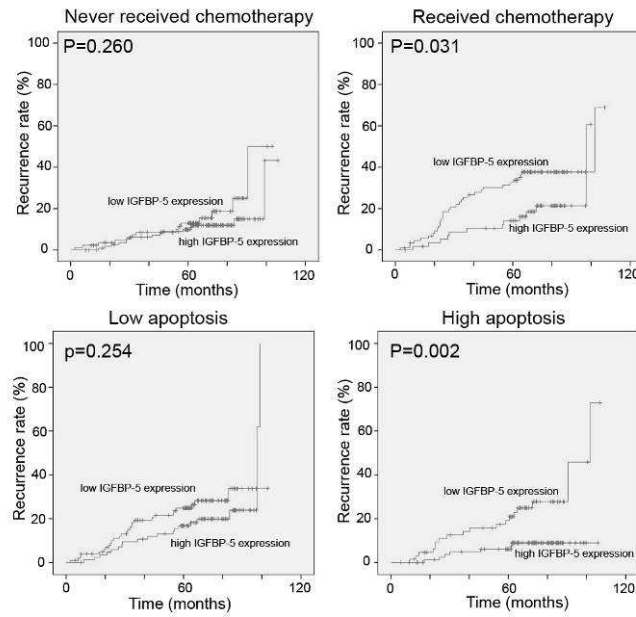 Never received chemotherapy
P=0.260
Recurrence rate (%)
100
80
60
40
20
0
low IGFBP-5 expression
high IGFBP-5 expression
0
60
120
Time (months)
Received chemotherapy
P=0.031
Recurrence rate (%)
100
80
60
40
20
0
low IGFBP-5 expression
high IGFBP-5 expression
0
60
120
Time (months)
Low apoptosis
p=0.254
Recurrence rate (%)
100
80
60
40
20
0
low IGFBP-5 expression
high IGFBP-5 expression
0
60
120
Time (months)
High apoptosis
P=0.002
Recurrence rate (%)
100
80
60
40
20
0
low IGFBP-5 expression
high IGFBP-5 expression
0
60
120
Time (months)